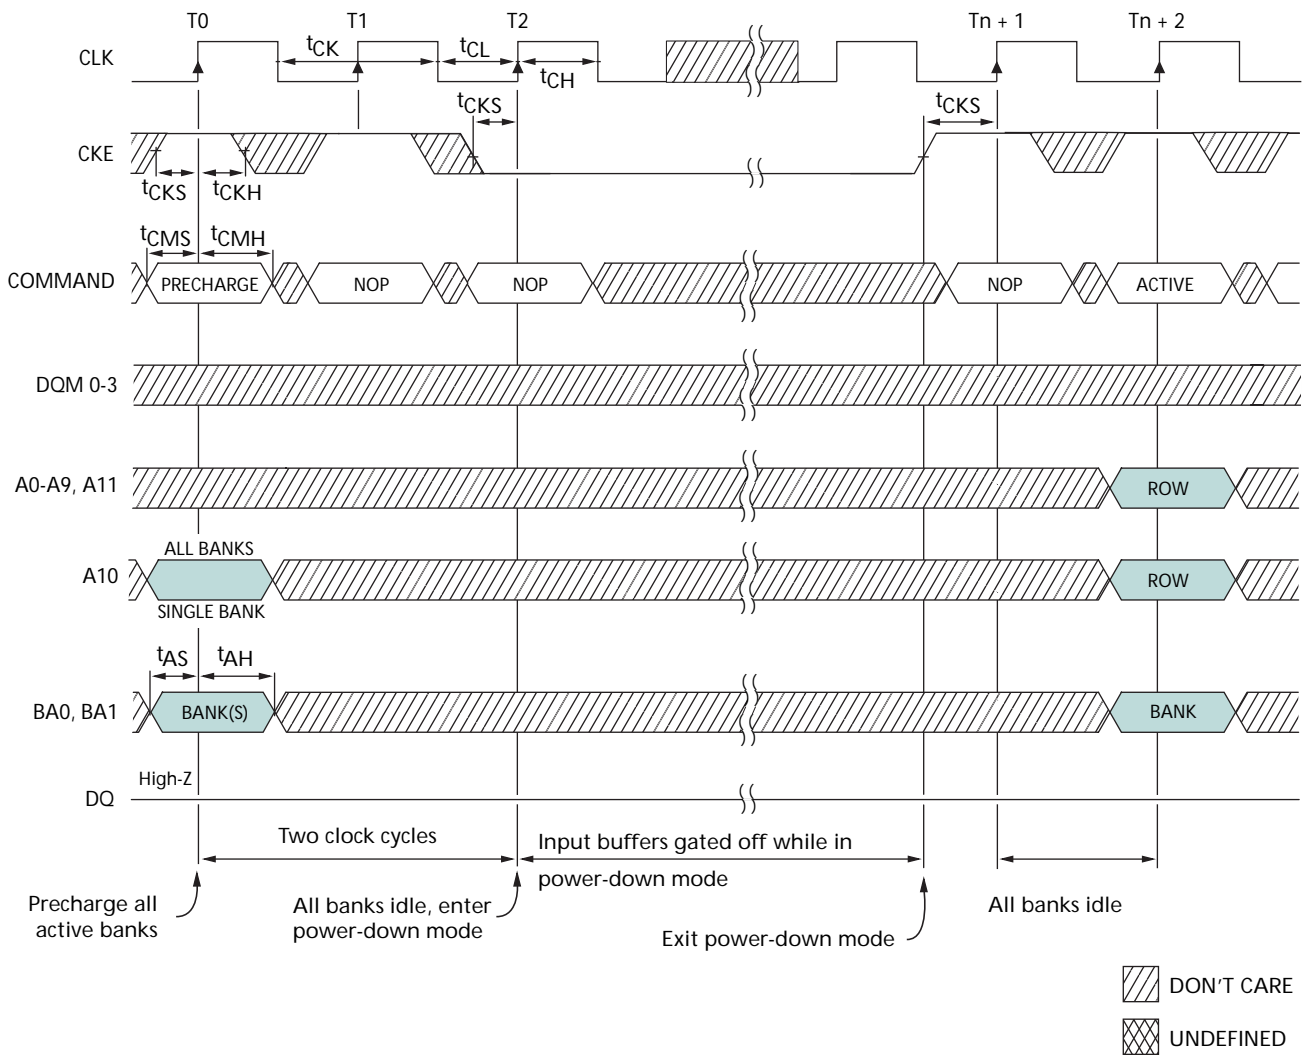 T0 T1 T2 Tn + 1 Tn + 2
CLK
tCK
tCL
tCH
tCKS
tCKS
CKE
tCKS
tCKH
tCMS
tCMH
COMMAND
PRECHARGE
NOP
NOP
NOP
ACTIVE
DQM 0-3
A0-A9, A11
ROW
ALL BANKS
A10
ROW
SINGLE BANK
tAS
tAH
BA0, BA1
BANK(S)
BANK
High-Z
DQ
Two clock cycles
Input buffers gated off while in
power-down mode
Precharge all
active banks
All banks idle, enter
power-down mode
Exit power-down mode
All banks idle
DON'T CARE
UNDEFINED